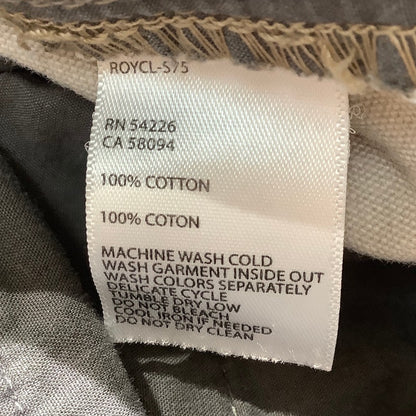 ROYCL-S75
RN 54226
CA 58094
100% COTTON
100% COTON
MACHINE WASH COLD
WASH GARMENT INSIDE OUT
WASH COLORS SEPARATELY
DELICATE CYCLE
TUMBLE DRY LOW
DO NOT BLEACH
COOL IRON IF NEEDED
DO NOT DRY CLEAN